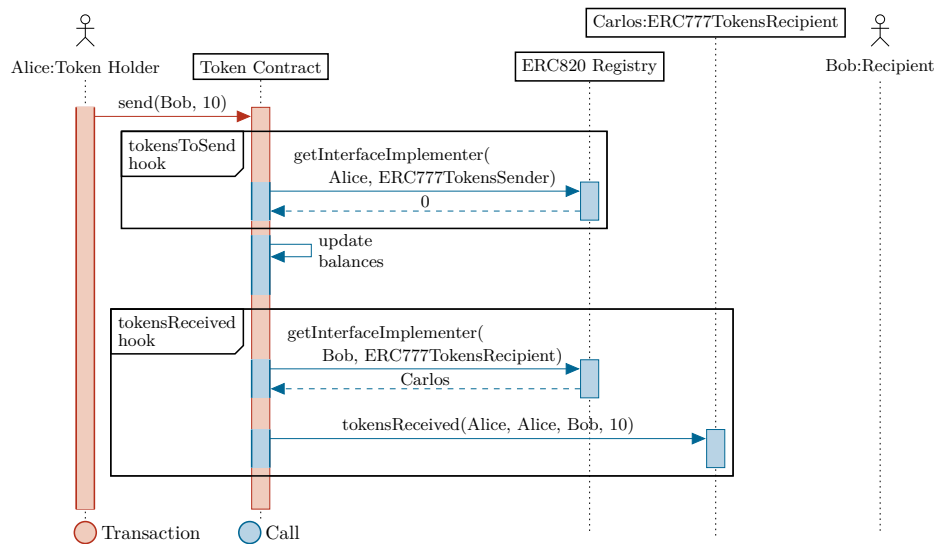 Carlos:ERC777TokensRecipient
Alice:Token Holder
Token Contract
ERC820 Registry
Bob:Recipient
send(Bob, 10)
tokensToSend
hook
getInterfaceImplementer(
Alice, ERC777TokensSender)
0
update
balances
tokensReceived
hook
getInterfaceImplementer(
Bob, ERC777TokensRecipient)
Carlos
tokensReceived(Alice, Alice, Bob, 10)
Transaction
Call